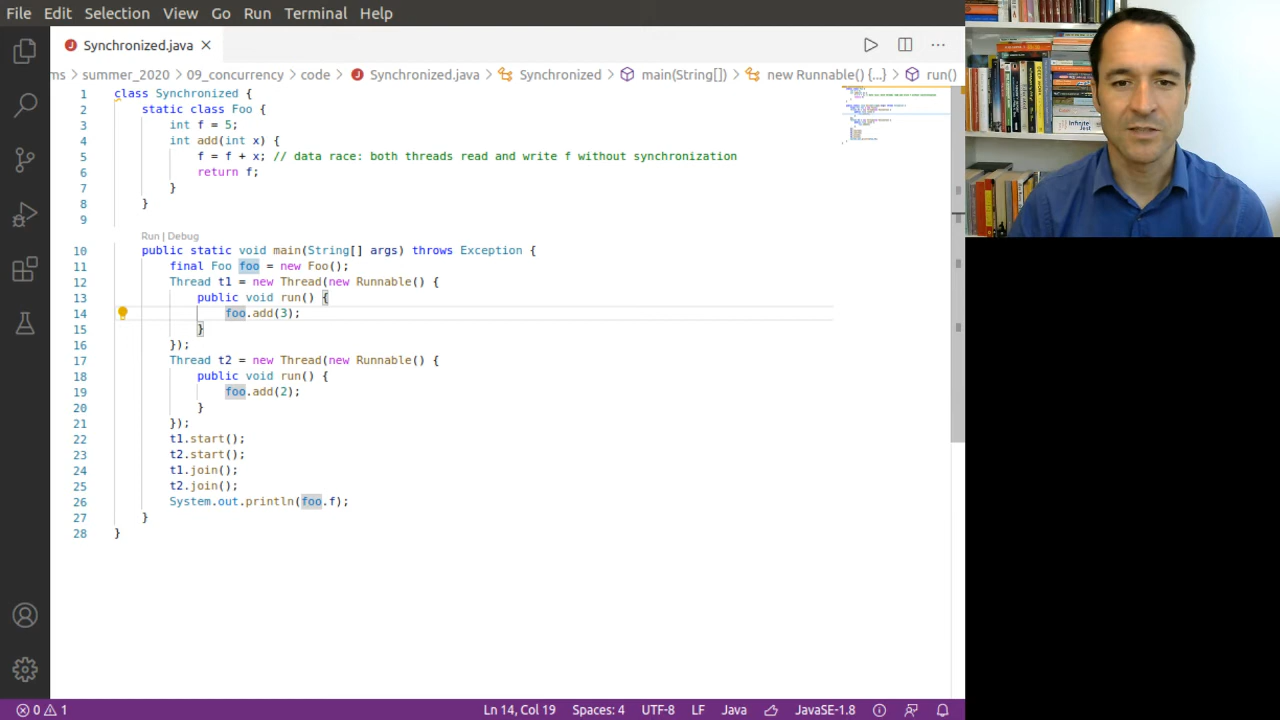 File Edit Selection View Go Run Terminal Help
Synchronized.java
ms › summer_2020 › 09_concurrency › code › Synchronized.java › Synchronized › main(String[]) › new Runnable() {...} › run()
1 class Synchronized {
2 static class Foo {
3 int f = 5;
4 int add(int x) {
5 f = f + x; // data race: both threads read and write f without synchronization
6 return f;
7 }
8 }
9
Run | Debug
10 public static void main(String[] args) throws Exception {
11 final Foo foo = new Foo();
12 Thread t1 = new Thread(new Runnable() {
13 public void run() {
14 foo.add(3);
15 }
16 });
17 Thread t2 = new Thread(new Runnable() {
18 public void run() {
19 foo.add(2);
20 }
21 });
22 t1.start();
23 t2.start();
24 t1.join();
25 t2.join();
26 System.out.println(foo.f);
27 }
28 }
0 1 Ln 14, Col 19 Spaces: 4 UTF-8 LF Java JavaSE-1.8
Infinite Jest